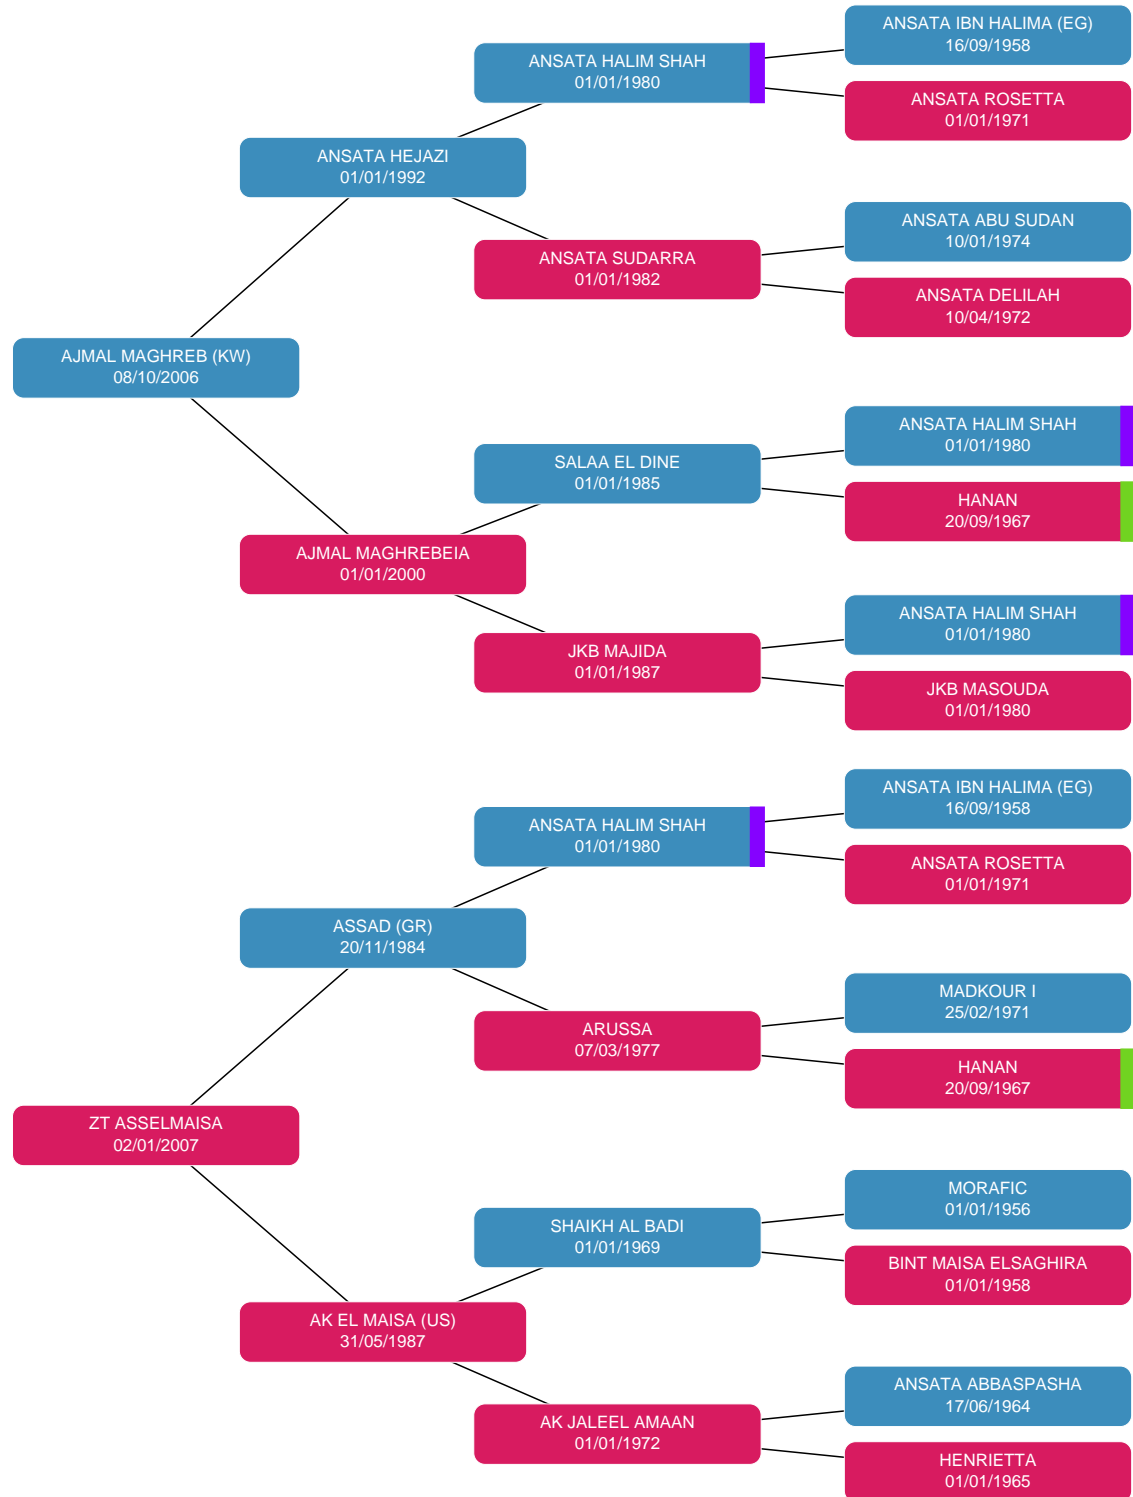 ANSATA IBN HALIMA (EG)
16/09/1958
ANSATA HALIM SHAH
01/01/1980
ANSATA ROSETTA
01/01/1971
ANSATA HEJAZI
01/01/1992
ANSATA ABU SUDAN
10/01/1974
ANSATA SUDARRA
01/01/1982
ANSATA DELILAH
10/04/1972
AJMAL MAGHREB (KW)
08/10/2006
ANSATA HALIM SHAH
01/01/1980
SALAA EL DINE
01/01/1985
HANAN
20/09/1967
AJMAL MAGHREBEIA
01/01/2000
ANSATA HALIM SHAH
01/01/1980
JKB MAJIDA
01/01/1987
JKB MASOUDA
01/01/1980
ANSATA IBN HALIMA (EG)
16/09/1958
ANSATA HALIM SHAH
01/01/1980
ANSATA ROSETTA
01/01/1971
ASSAD (GR)
20/11/1984
MADKOUR I
25/02/1971
ARUSSA
07/03/1977
HANAN
20/09/1967
ZT ASSELMAISA
02/01/2007
MORAFIC
01/01/1956
SHAIKH AL BADI
01/01/1969
BINT MAISA ELSAGHIRA
01/01/1958
AK EL MAISA (US)
31/05/1987
ANSATA ABBASPASHA
17/06/1964
AK JALEEL AMAAN
01/01/1972
HENRIETTA
01/01/1965